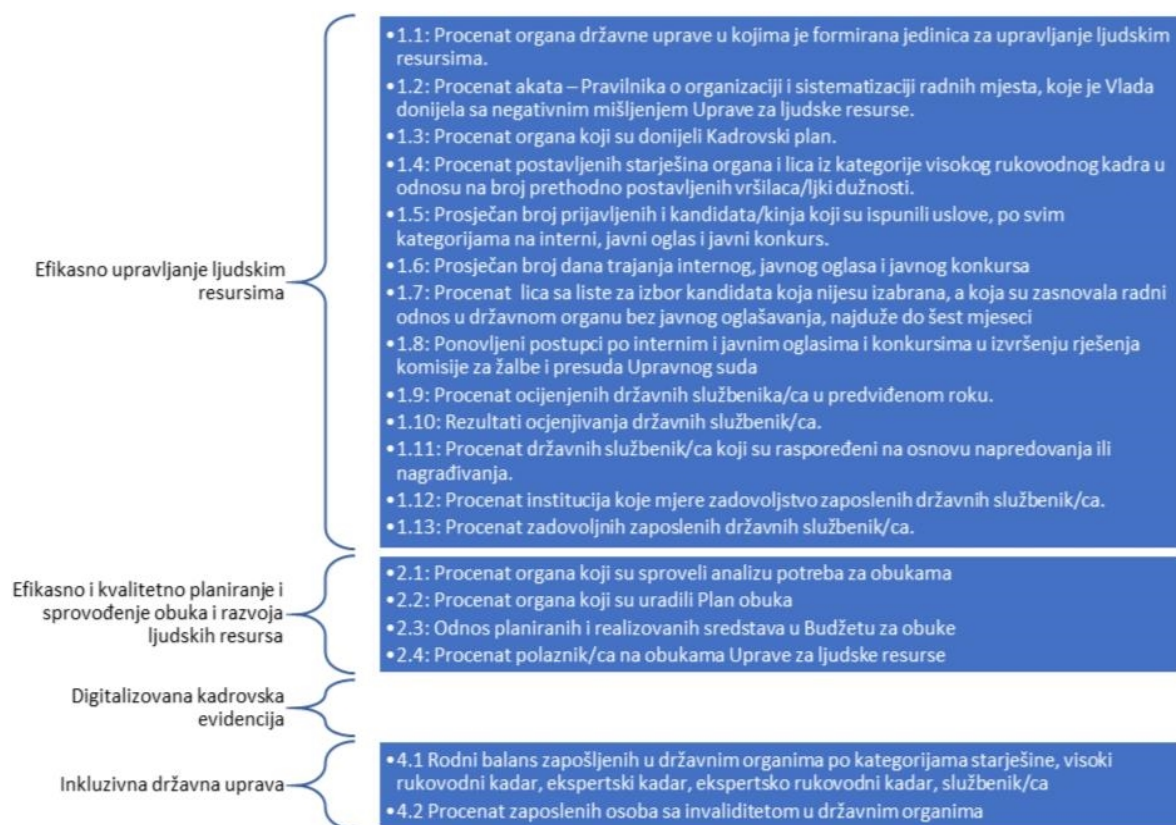 Efikasno upravljanje ljudskim
resursima
•1.1: Procenat organa državne uprave u kojima je formirana jedinica za upravljanje ljudskim
resursima.
•1.2: Procenat akata – Pravilnika o organizaciji i sistematizaciji radnih mjesta, koje je Vlada
donijela sa negativnim mišljenjem Uprave za ljudske resurse.
•1.3: Procenat organa koji su donijeli Kadrovski plan.
•1.4: Procenat postavljenih starješina organa i lica iz kategorije visokog rukovodnog kadra u
odnosu na broj prethodno postavljenih vršilaca/ljki dužnosti.
•1.5: Prosječan broj prijavljenih i kandidata/kinja koji su ispunili uslove, po svim
kategorijama na interni, javni oglas i javni konkurs.
•1.6: Prosječan broj dana trajanja internog, javnog oglasa i javnog konkursa
•1.7: Procenat  lica sa liste za izbor kandidata koja nijesu izabrana, a koja su zasnovala radni
odnos u državnom organu bez javnog oglašavanja, najduže do šest mjeseci
•1.8: Ponovljeni postupci po internim i javnim oglasima i konkursima u izvršenju rješenja
komisije za žalbe i presuda Upravnog suda
•1.9: Procenat ocijenjenih državnih službenika/ca u predviđenom roku.
•1.10: Rezultati ocjenjivanja državnih službenik/ca.
•1.11: Procenat državnih službenik/ca koji su raspoređeni na osnovu napredovanja ili
nagrađivanja.
•1.12: Procenat institucija koje mjere zadovoljstvo zaposlenih državnih službenik/ca.
•1.13: Procenat zadovoljnih zaposlenih državnih službenik/ca.
Efikasno i kvalitetno planiranje i
sprovođenje obuka i razvoja
ljudskih resursa
•2.1: Procenat organa koji su sproveli analizu potreba za obukama
•2.2: Procenat organa koji su uradili Plan obuka
•2.3: Odnos planiranih i realizovanih sredstava u Budžetu za obuke
•2.4: Procenat polaznik/ca na obukama Uprave za ljudske resurse
Digitalizovana kadrovska
evidencija
Inkluzivna državna uprava
•4.1 Rodni balans zapošljenih u državnim organima po kategorijama starješine, visoki
rukovodni kadar, ekspertski kadar, ekspertsko rukovodni kadar, službenik/ca
•4.2 Procenat zaposlenih osoba sa invaliditetom u državnim organima